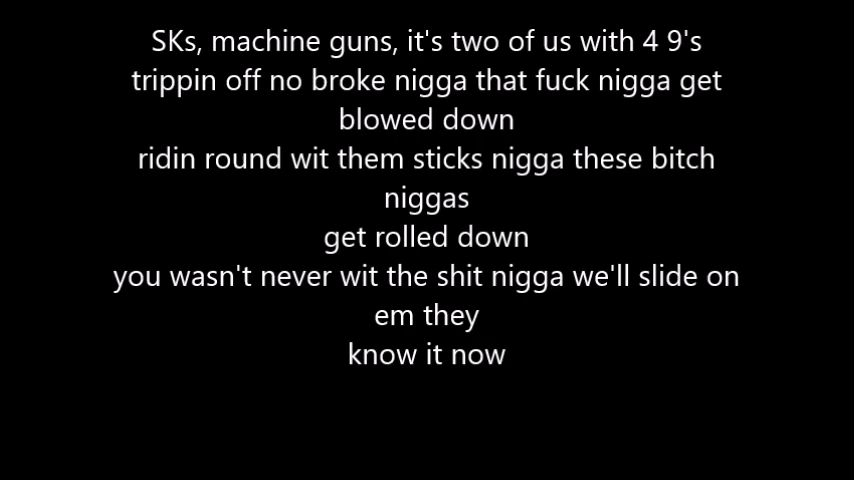 SKs, machine guns, it's two of us with 4 9's
trippin off no broke nigga that fuck nigga get
blowed down
ridin round wit them sticks nigga these bitch
niggas
get rolled down
you wasn't never wit the shit nigga we'll slide on
em they
know it now